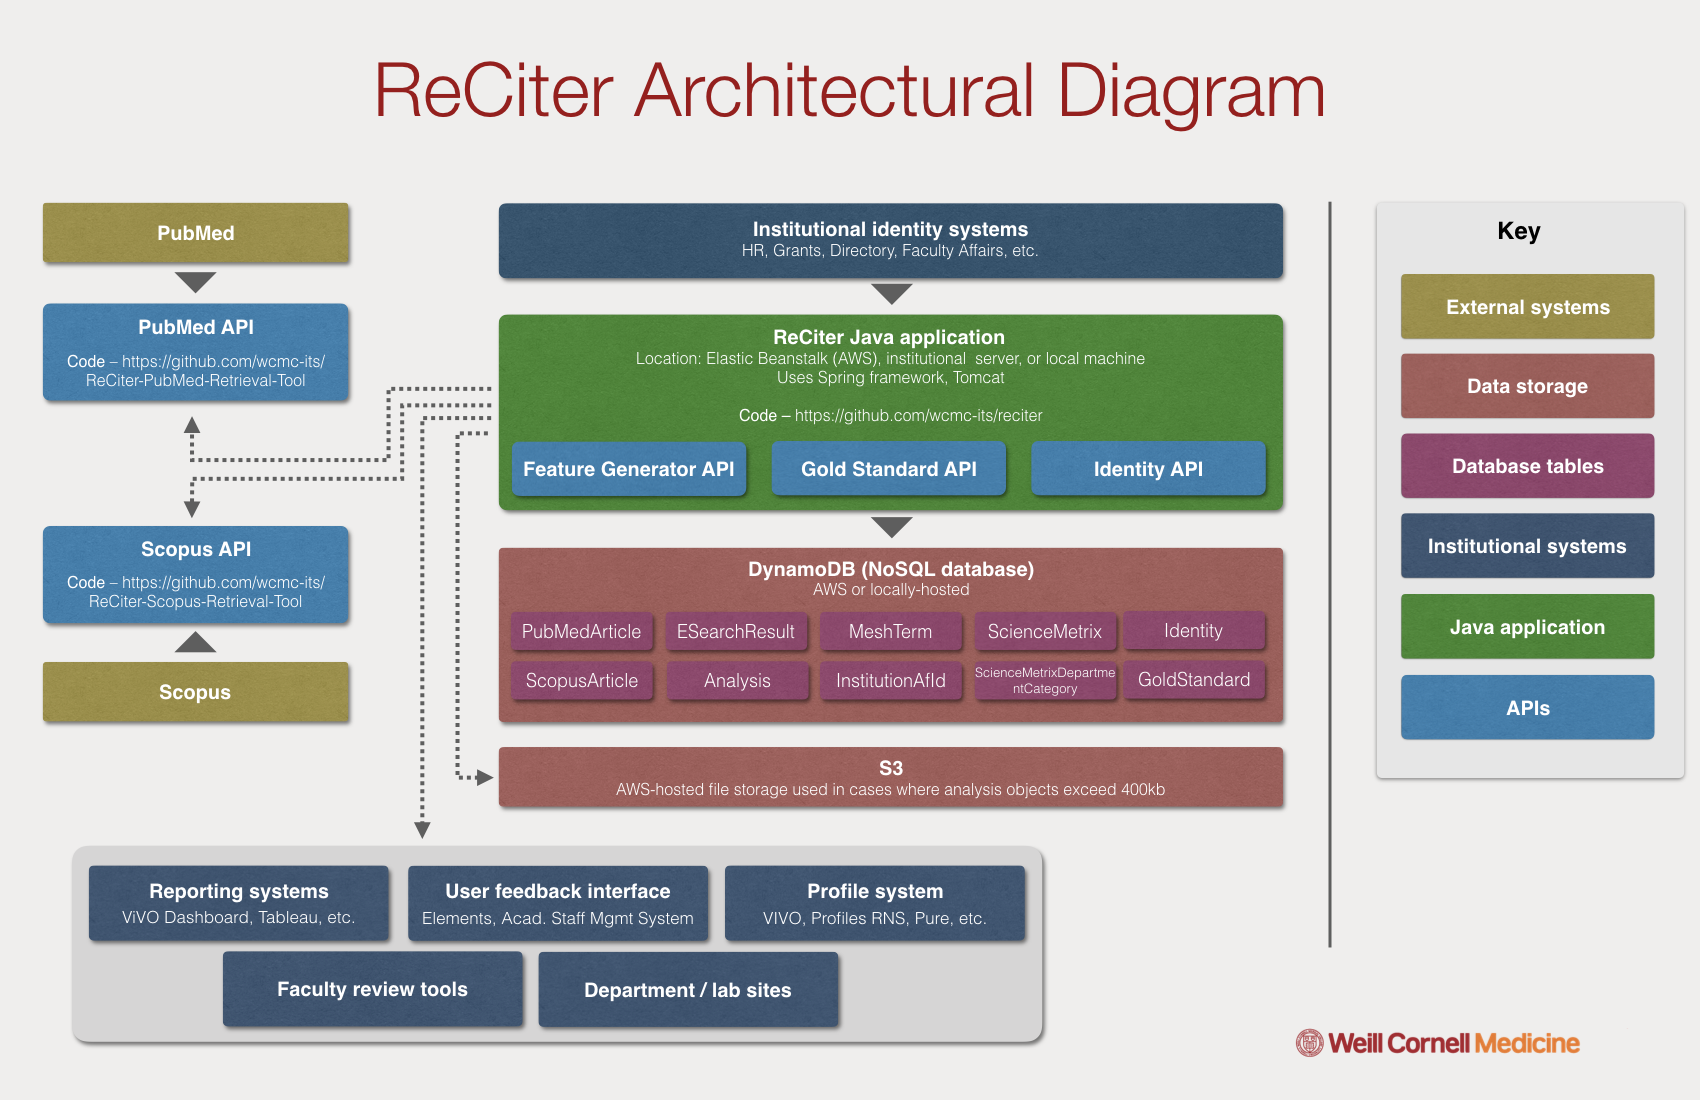 ReCiter Architectural Diagram
PubMed
PubMed API
Code – https://github.com/wcmc-its/
ReCiter-PubMed-Retrieval-Tool
Scopus API
Code – https://github.com/wcmc-its/
ReCiter-Scopus-Retrieval-Tool
Scopus
Institutional identity systems
HR, Grants, Directory, Faculty Affairs, etc.
ReCiter Java application
Location: Elastic Beanstalk (AWS), institutional  server, or local machine
Uses Spring framework, Tomcat
Code – https://github.com/wcmc-its/reciter
Feature Generator API
Gold Standard API
Identity API
DynamoDB (NoSQL database)
AWS or locally-hosted
PubMedArticle
ESearchResult
MeshTerm
ScienceMetrix
Identity
ScopusArticle
Analysis
InstitutionAfId
ScienceMetrixDepartme
ntCategory
GoldStandard
S3
AWS-hosted file storage used in cases where analysis objects exceed 400kb
Reporting systems
ViVO Dashboard, Tableau, etc.
User feedback interface
Elements, Acad. Staff Mgmt System
Profile system
VIVO, Profiles RNS, Pure, etc.
Faculty review tools
Department / lab sites
Key
External systems
Data storage
Database tables
Institutional systems
Java application
APIs
Weill Cornell Medicine